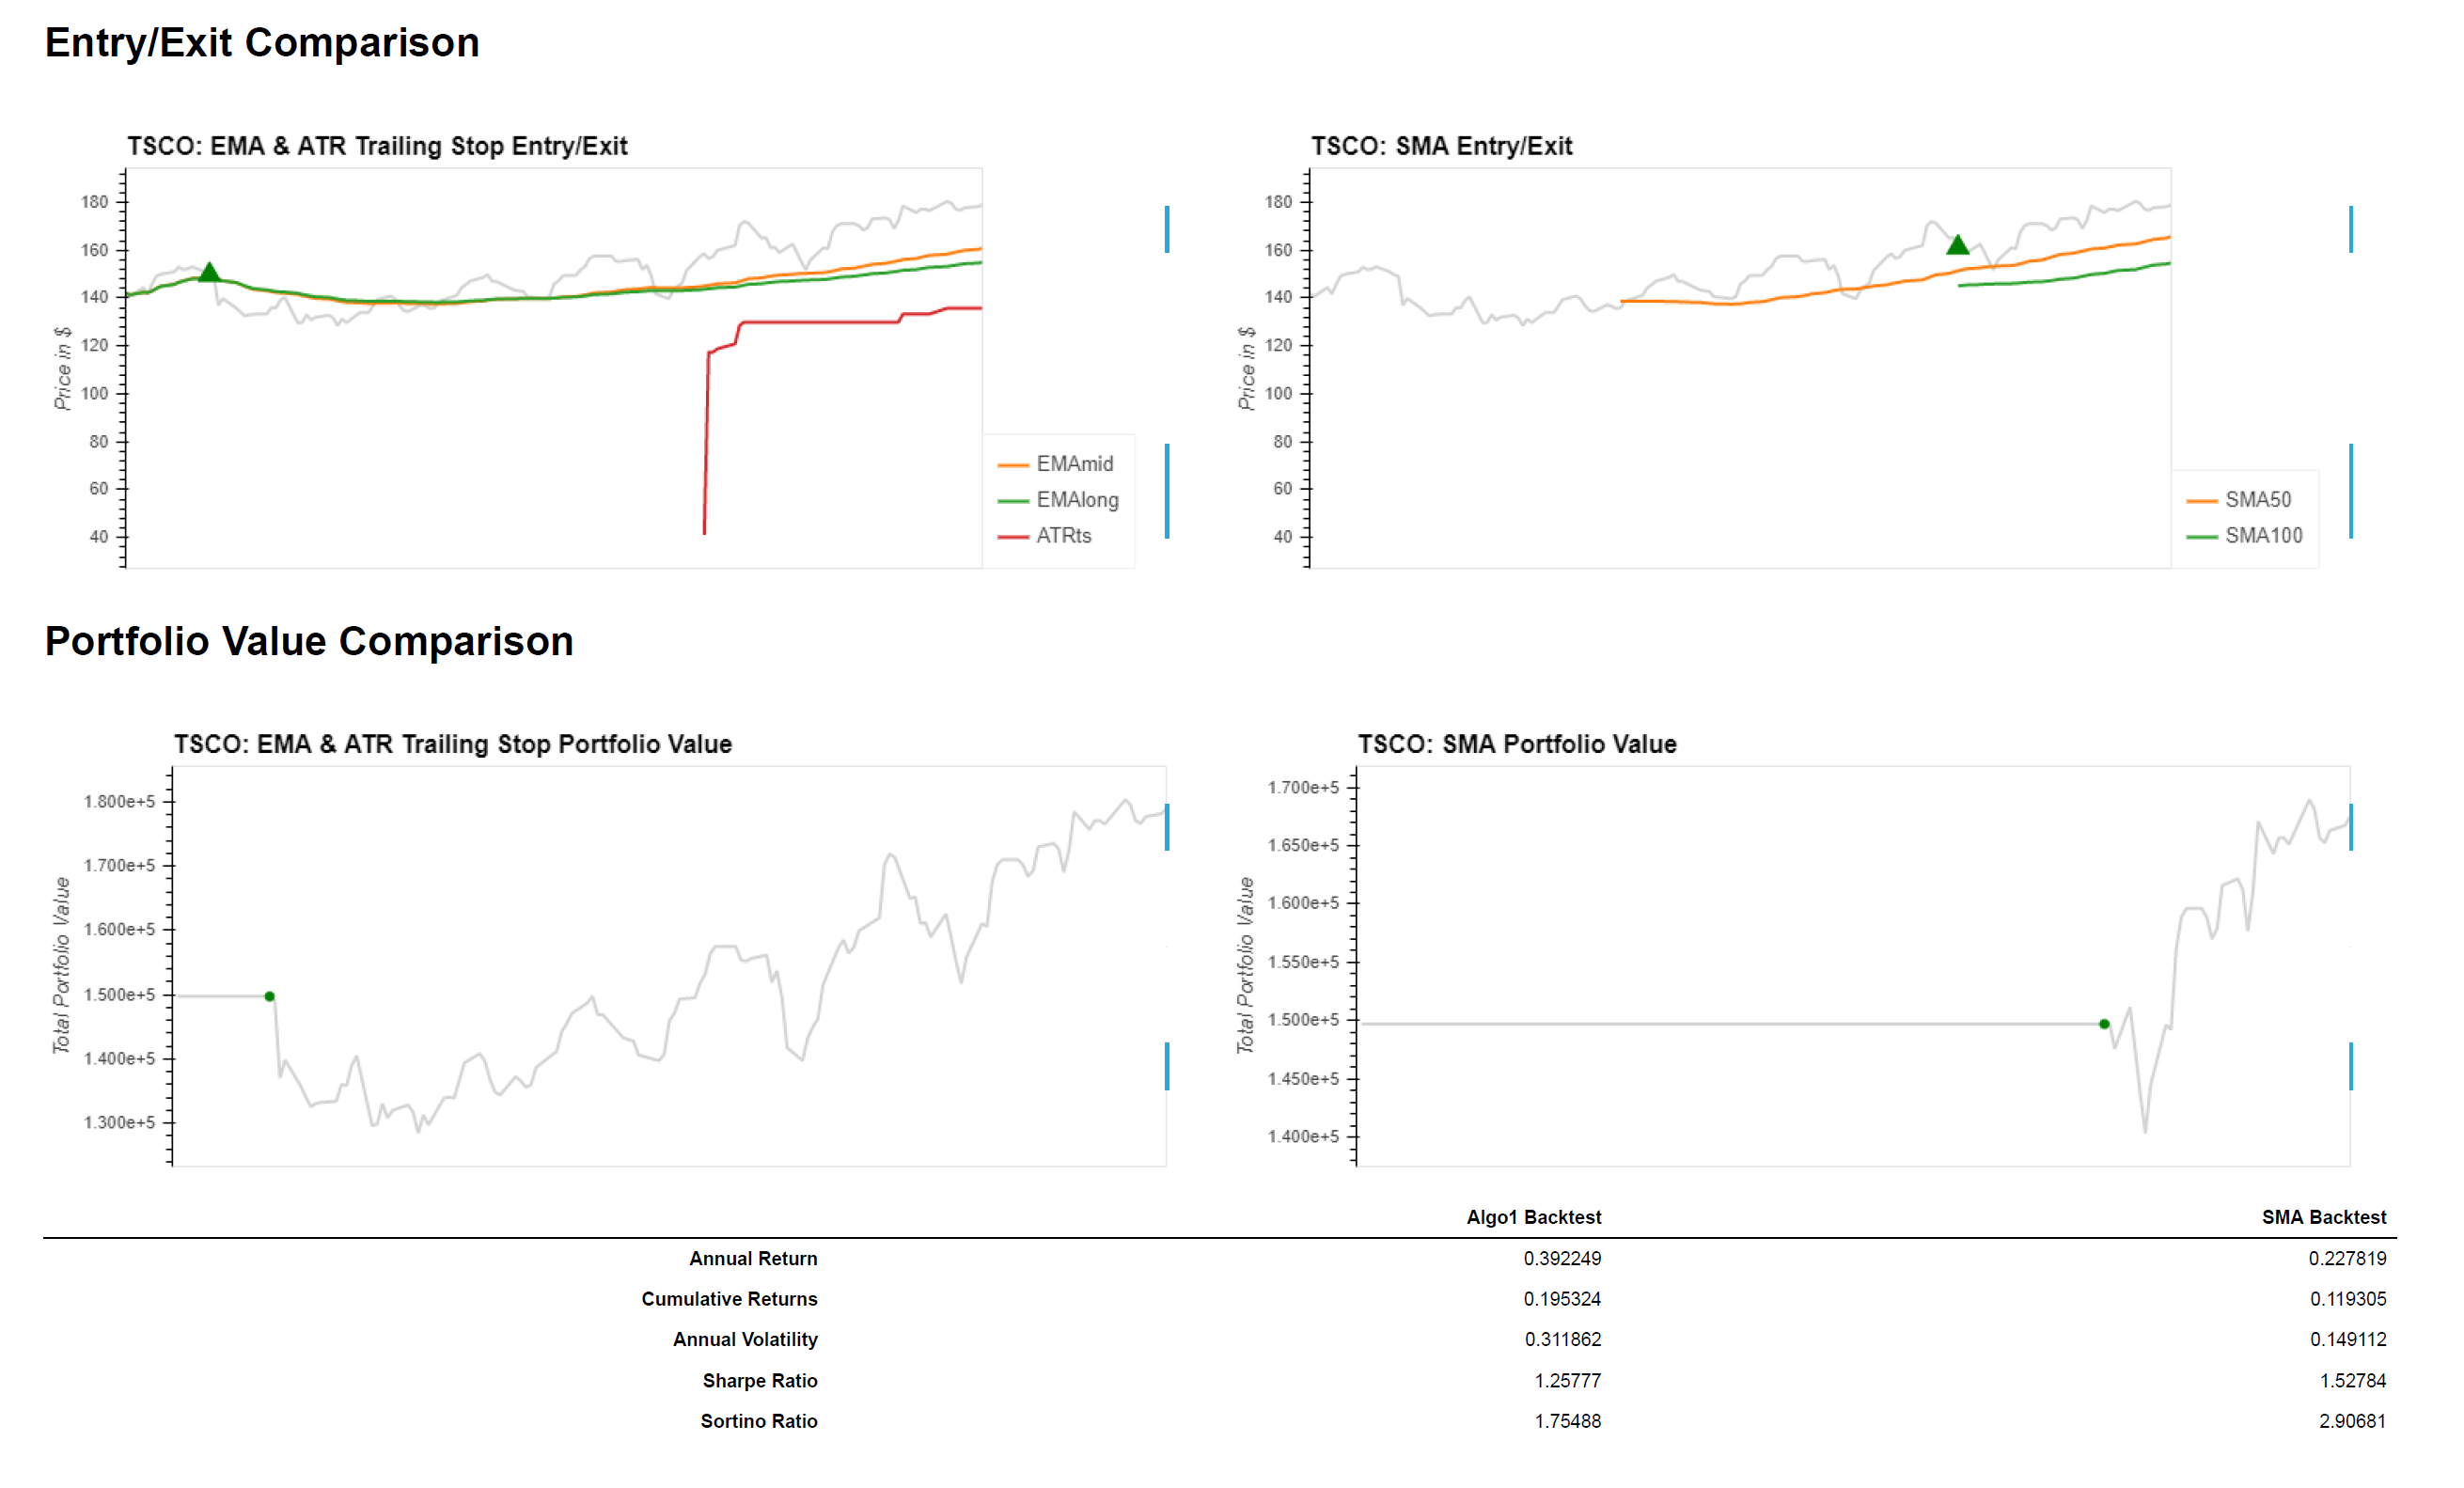 Entry/Exit Comparison
TSCO: EMA & ATR Trailing Stop Entry/Exit
180
160
140
120
100
80
60
40
Price in $
EMAmid
EMAlong
ATRts
TSCO: SMA Entry/Exit
180
160
140
120
100
80
60
40
Price in $
SMA50
SMA100
Portfolio Value Comparison
TSCO: EMA & ATR Trailing Stop Portfolio Value
1.800e+5
1.700e+5
1.600e+5
1.500e+5
1.400e+5
1.300e+5
Total Portfolio Value
TSCO: SMA Portfolio Value
1.700e+5
1.650e+5
1.600e+5
1.550e+5
1.500e+5
1.450e+5
1.400e+5
Total Portfolio Value
Algo1 Backtest SMA Backtest
Annual Return 0.392249 0.227819
Cumulative Returns 0.195324 0.119305
Annual Volatility 0.311862 0.149112
Sharpe Ratio 1.25777 1.52784
Sortino Ratio 1.75488 2.90681